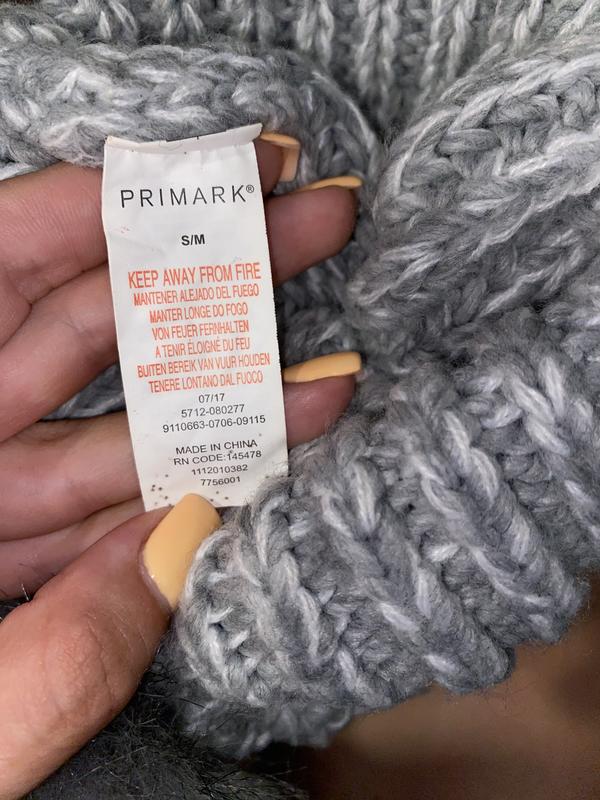 PRIMARK®
S/M
KEEP AWAY FROM FIRE
MANTENER ALEJADO DEL FUEGO
MANTER LONGE DO FOGO
VON FEUER FERNHALTEN
A TENIR ÉLOIGNÉ DU FEU
BUITEN BEREIK VAN VUUR HOUDEN
TENERE LONTANO DAL FUOCO
07/17
5712-080277
9110663-0706-09115
MADE IN CHINA
RN CODE:145478
1112010382
7756001